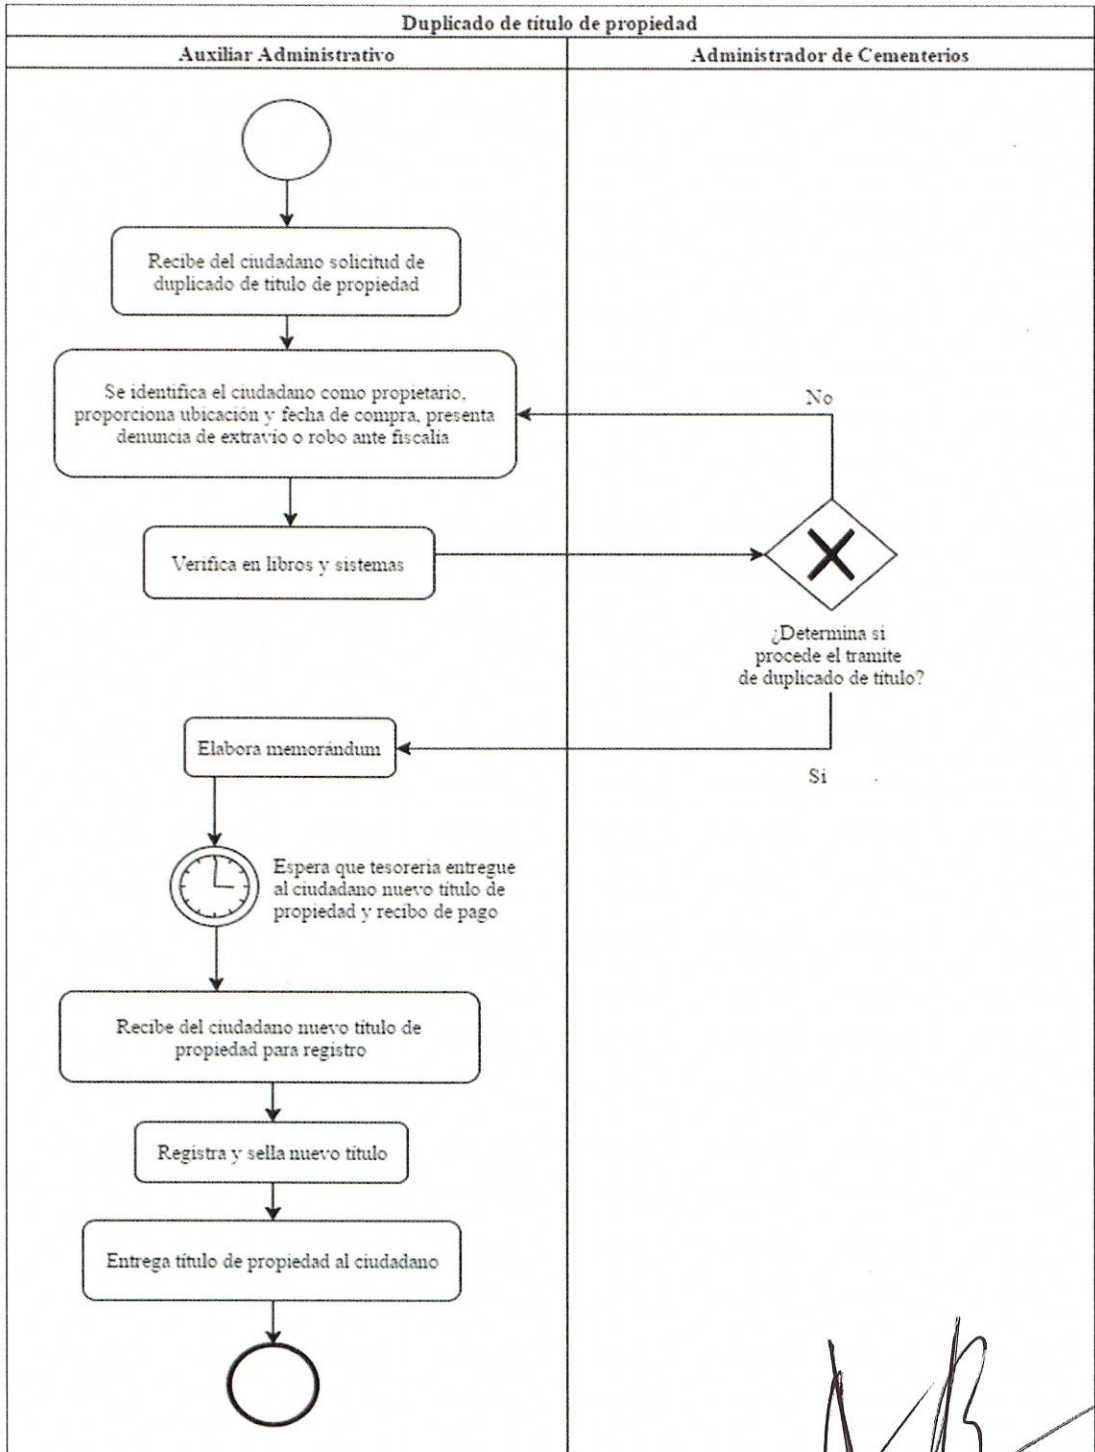 Duplicado de título de propiedad
Auxiliar Administrativo
Administrador de Cementerios
Recibe del ciudadano solicitud de
duplicado de titulo de propiedad
Se identifica el ciudadano como propietario,
proporciona ubicación y fecha de compra, presenta
denuncia de extravio o robo ante fiscalia
No
Verifica en libros y sistemas
¿Determina si
procede el tramite
de duplicado de titulo?
Elabora memorándum
Si
Espera que tesoreria entregue
al ciudadano nuevo título de
propiedad y recibo de pago
Recibe del ciudadano nuevo título de
propiedad para registro
Registra y sella nuevo título
Entrega título de propiedad al ciudadano